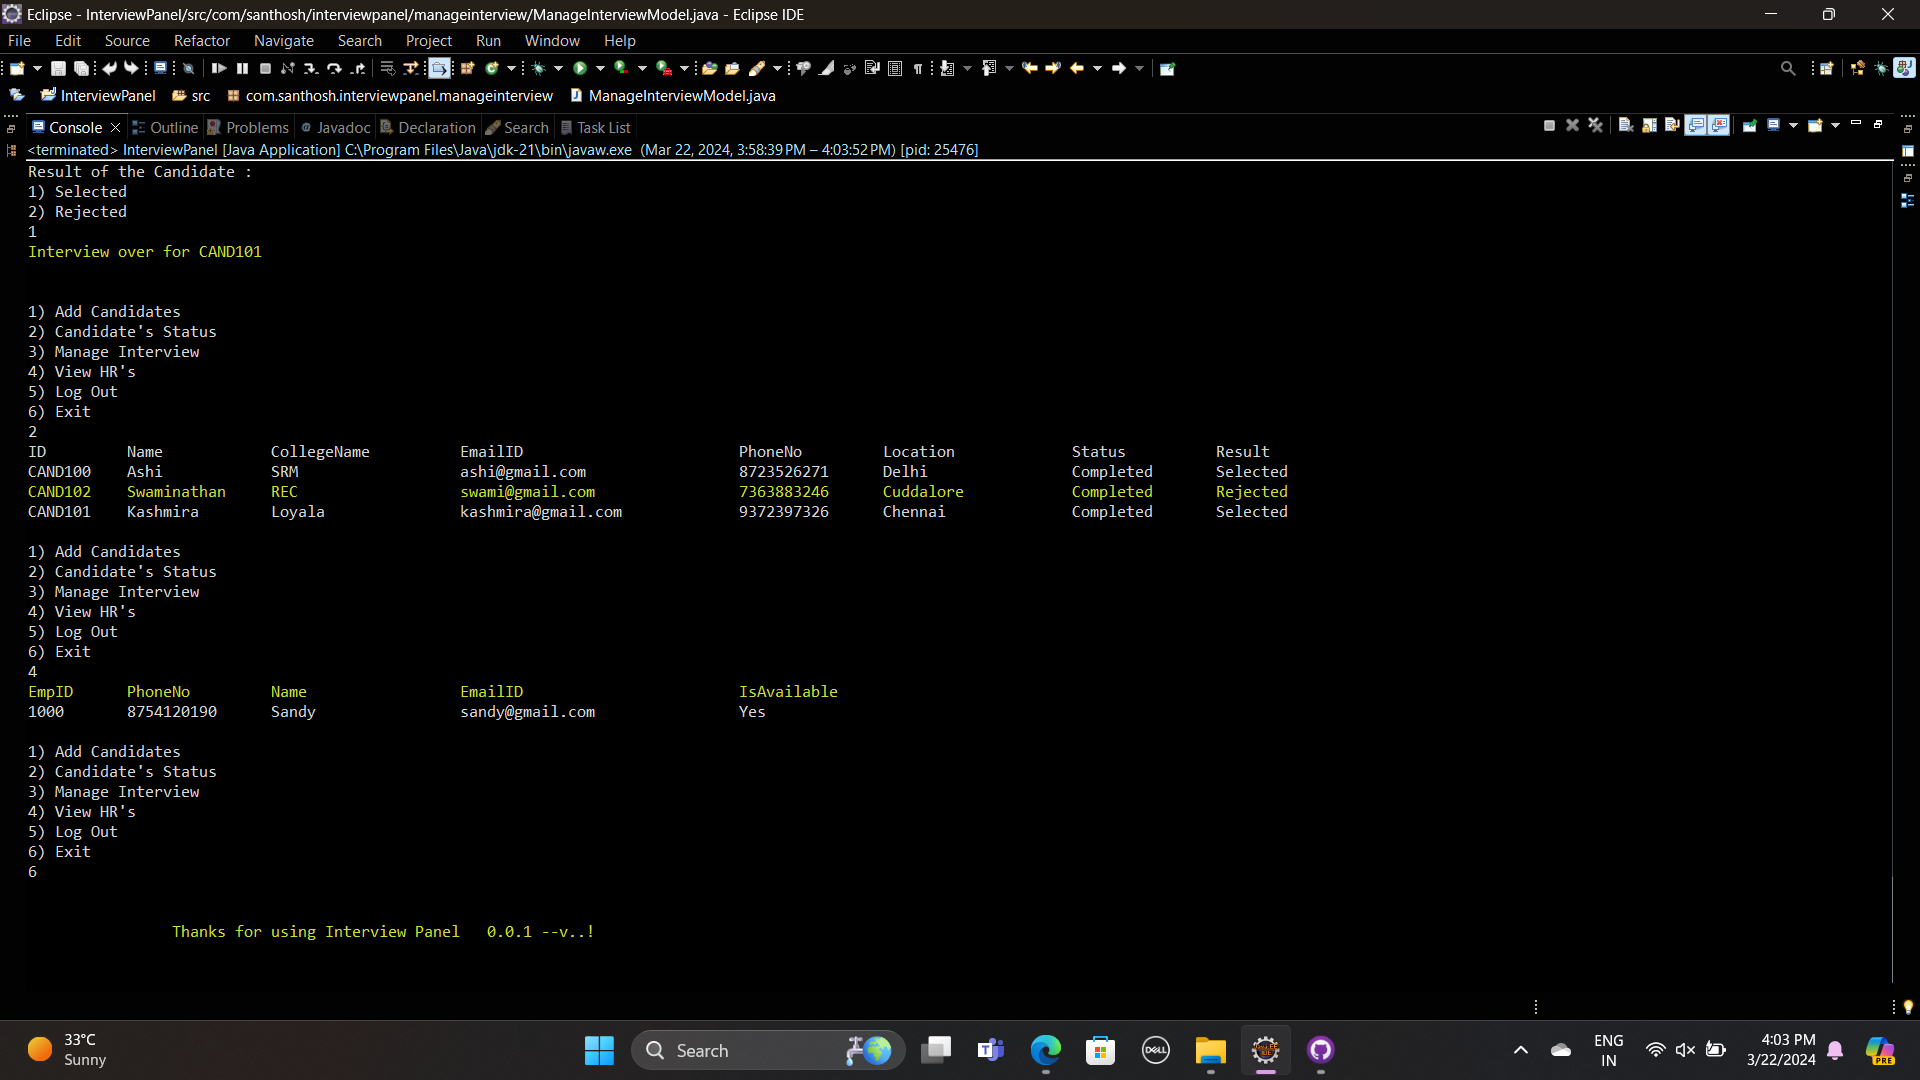 Eclipse - InterviewPanel/src/com/santhosh/interviewpanel/manageinterview/ManageInterviewModel.java - Eclipse IDE
File Edit Source Refactor Navigate Search Project Run Window Help
InterviewPanel src com.santhosh.interviewpanel.manageinterview ManageInterviewModel.java
Console Outline Problems Javadoc Declaration Search Task List
<terminated> InterviewPanel [Java Application] C:\Program Files\Java\jdk-21\bin\javaw.exe (Mar 22, 2024, 3:58:39 PM – 4:03:52 PM) [pid: 25476]
Result of the Candidate :
1) Selected
2) Rejected
1
Interview over for CAND101
1) Add Candidates
2) Candidate's Status
3) Manage Interview
4) View HR's
5) Log Out
6) Exit
2
ID Name CollegeName EmailID PhoneNo Location Status Result
CAND100 Ashi SRM ashi@gmail.com 8723526271 Delhi Completed Selected
CAND102 Swaminathan REC swami@gmail.com 7363883246 Cuddalore Completed Rejected
CAND101 Kashmira Loyala kashmira@gmail.com 9372397326 Chennai Completed Selected
1) Add Candidates
2) Candidate's Status
3) Manage Interview
4) View HR's
5) Log Out
6) Exit
4
EmpID PhoneNo Name EmailID IsAvailable
1000 8754120190 Sandy sandy@gmail.com Yes
1) Add Candidates
2) Candidate's Status
3) Manage Interview
4) View HR's
5) Log Out
6) Exit
6
Thanks for using Interview Panel 0.0.1 --v..!
33°C
Sunny
Search
DELL
ENG
IN
4:03 PM
3/22/2024
PRE